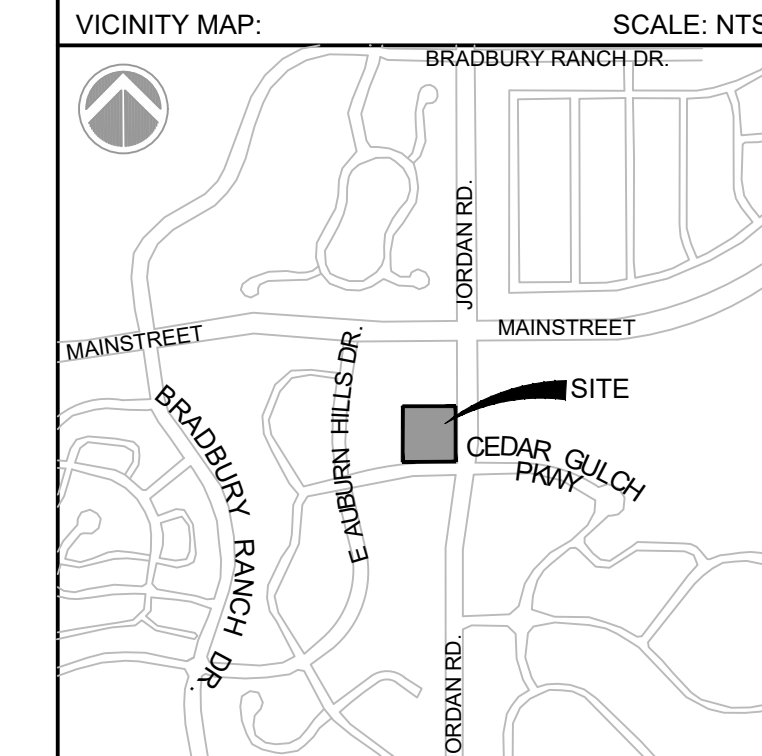 VICINITY MAP:
SCALE: NTS
BRADBURY RANCH DR.
JORDAN RD.
MAINSTREET
MAINSTREET
E AUBURN HILLS DR.
SITE
BRADBURY RANCH DR.
CEDAR GULCH
PKWY
ORDAN RD.